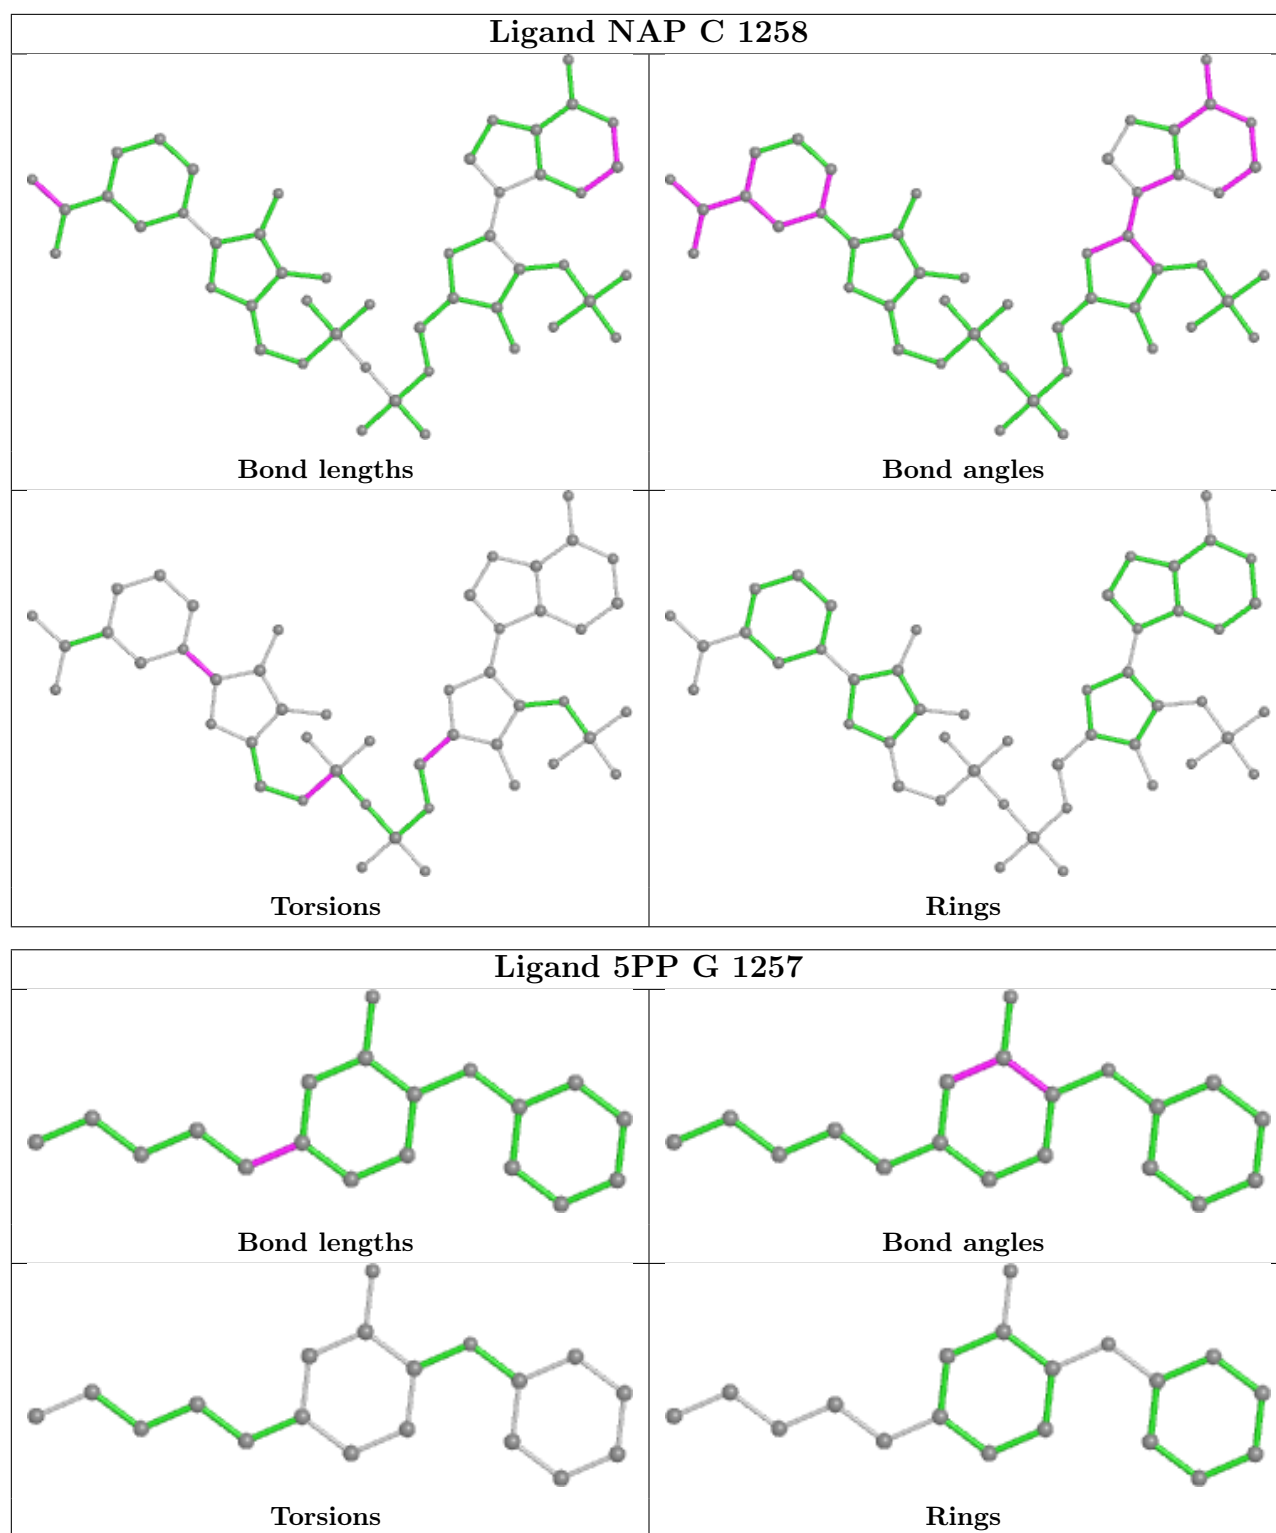 Ligand NAP C 1258
Bond lengths
Bond angles
Torsions
Rings
Ligand 5PP G 1257
Bond lengths
Bond angles
Torsions
Rings